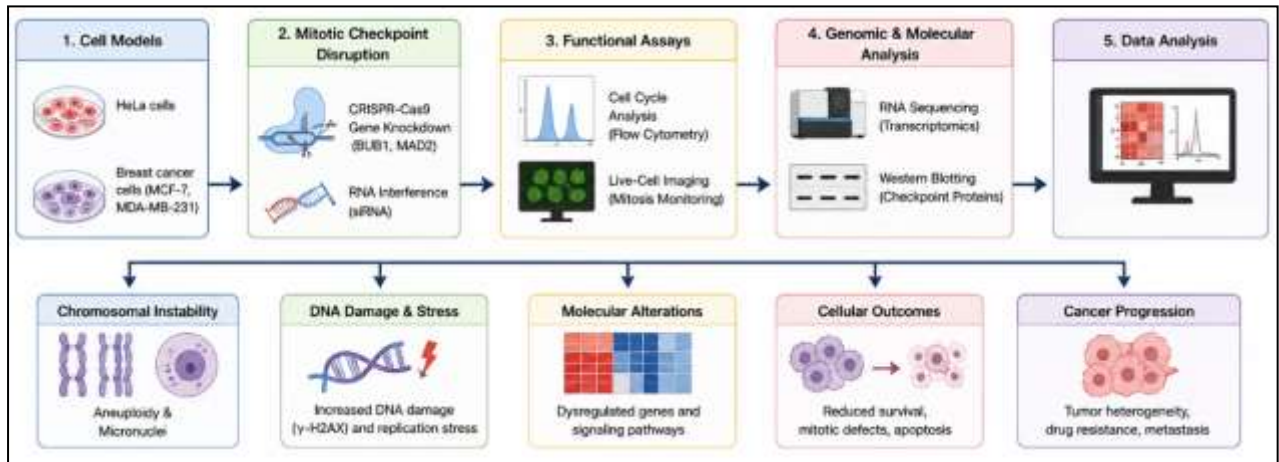 1. Cell Models
HeLa cells
Breast cancer
cells (MCF-7,
MDA-MB-231)
2. Mitotic Checkpoint
Disruption
CRISPR-Cas9
Gene Knockdown
(BUB1, MAD2)
RNA Interference
(siRNA)
3. Functional Assays
Cell Cycle
Analysis
(Flow Cytometry)
Live-Cell Imaging
(Mitosis Monitoring)
4. Genomic & Molecular
Analysis
RNA Sequencing
(Transcriptomics)
Western Blotting
(Checkpoint Proteins)
5. Data Analysis
Chromosomal Instability
Aneuploidy &
Micronuclei
DNA Damage & Stress
Increased DNA damage
(γ-H2AX) and replication stress
Molecular Alterations
Dysregulated genes and
signaling pathways
Cellular Outcomes
Reduced survival,
mitotic defects, apoptosis
Cancer Progression
Tumor heterogeneity,
drug resistance, metastasis